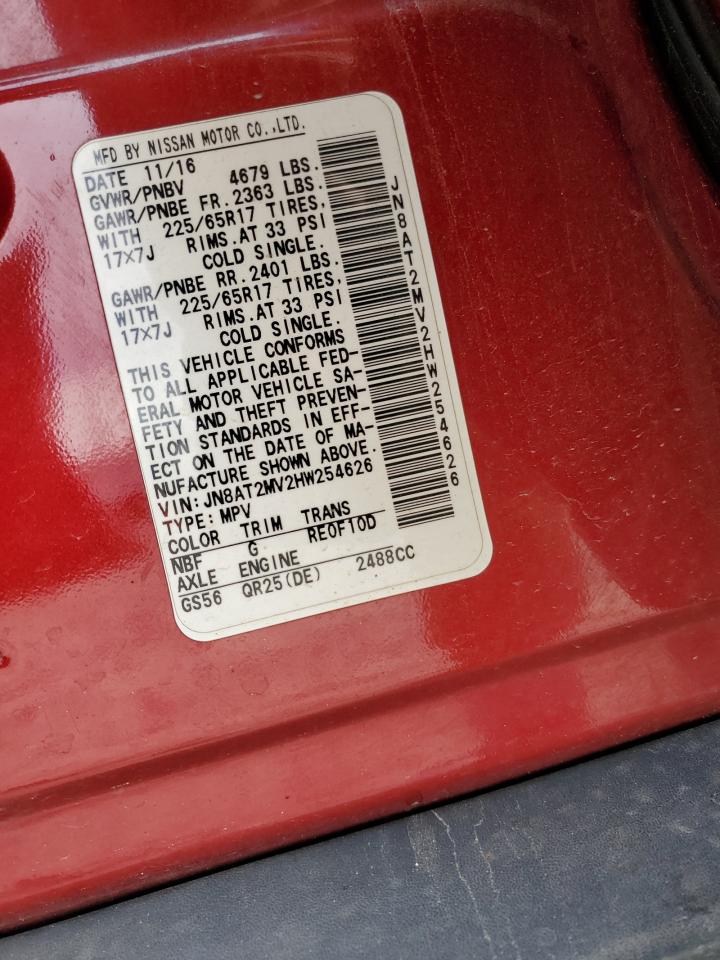 MFD BY NISSAN MOTOR CO.,LTD.
DATE 11/16
GVWR/PNBV 4679 LBS.
GAWR/PNBE FR.2363 LBS.
WITH 225/65R17 TIRES,
17X7J RIMS.AT 33 PSI
COLD SINGLE.
GAWR/PNBE RR.2401 LBS.
WITH 225/65R17 TIRES,
17X7J RIMS.AT 33 PSI
COLD SINGLE.
THIS VEHICLE CONFORMS
TO ALL APPLICABLE FED-
ERAL MOTOR VEHICLE SA-
FETY AND THEFT PREVEN-
TION STANDARDS IN EFF-
ECT ON THE DATE OF MA-
NUFACTURE SHOWN ABOVE.
VIN:JN8AT2MV2HW254626
TYPE:MPV
COLOR TRIM TRANS
NBF G RE0F10D
AXLE ENGINE
GS56 QR25(DE) 2488CC
JN8AT2MV2HW254626